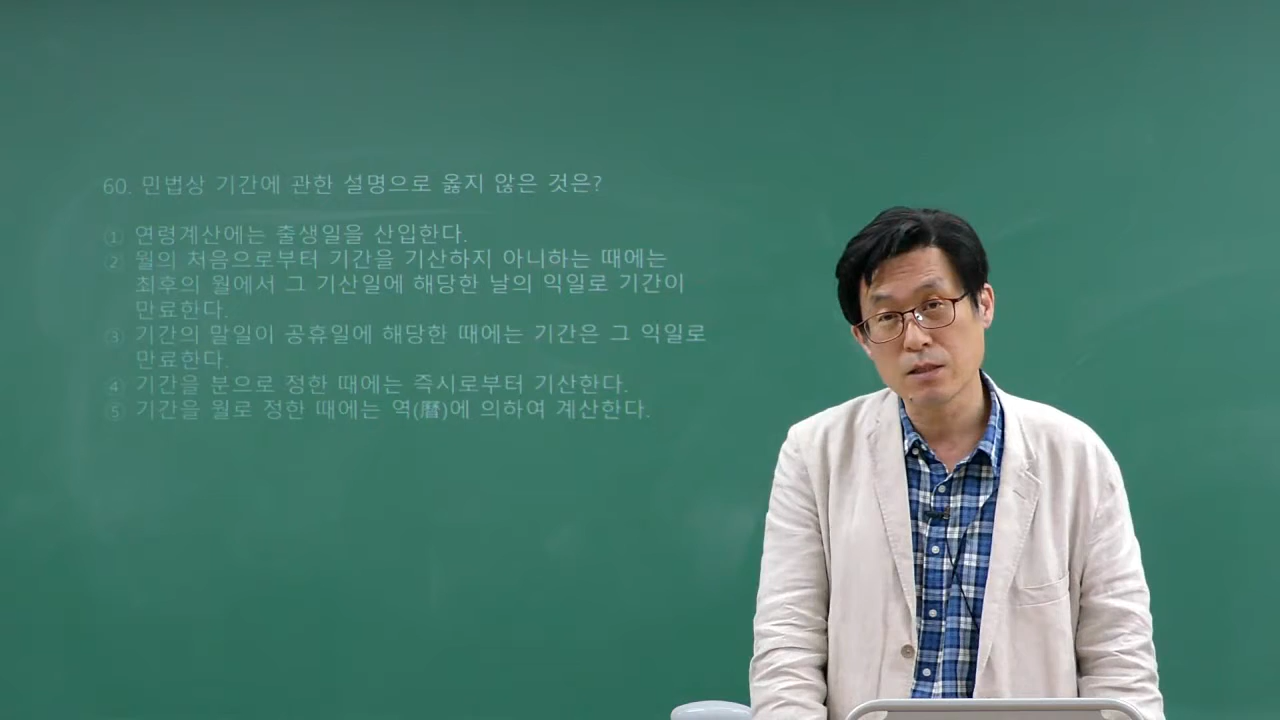 60. 민법상 기간에 관한 설명으로 옳지 않은 것은?
① 연령계산에는 출생일을 산입한다.
② 월의 처음으로부터 기간을 기산하지 아니하는 때에는
최후의 월에서 그 기산일에 해당한 날의 익일로 기간이
만료한다.
③ 기간의 말일이 공휴일에 해당한 때에는 기간은 그 익일로
만료한다.
④ 기간을 분으로 정한 때에는 즉시로부터 기산한다.
⑤ 기간을 월로 정한 때에는 역(曆)에 의하여 계산한다.